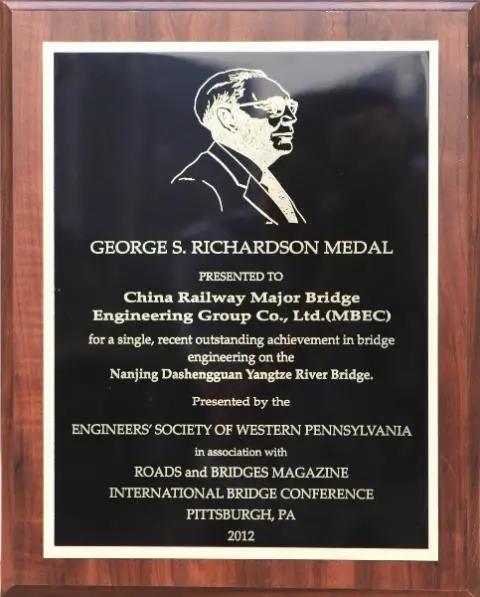 GEORGE S. RICHARDSON MEDAL
PRESENTED TO
China Railway Major Bridge
Engineering Group Co., Ltd.(MBEC)
for a single, recent outstanding achievement in bridge
engineering on the
Nanjing Dashengguan Yangtze River Bridge.
Presented by the
ENGINEERS' SOCIETY OF WESTERN PENNSYLVANIA
in association with
ROADS and BRIDGES MAGAZINE
INTERNATIONAL BRIDGE CONFERENCE
PITTSBURGH, PA
2012